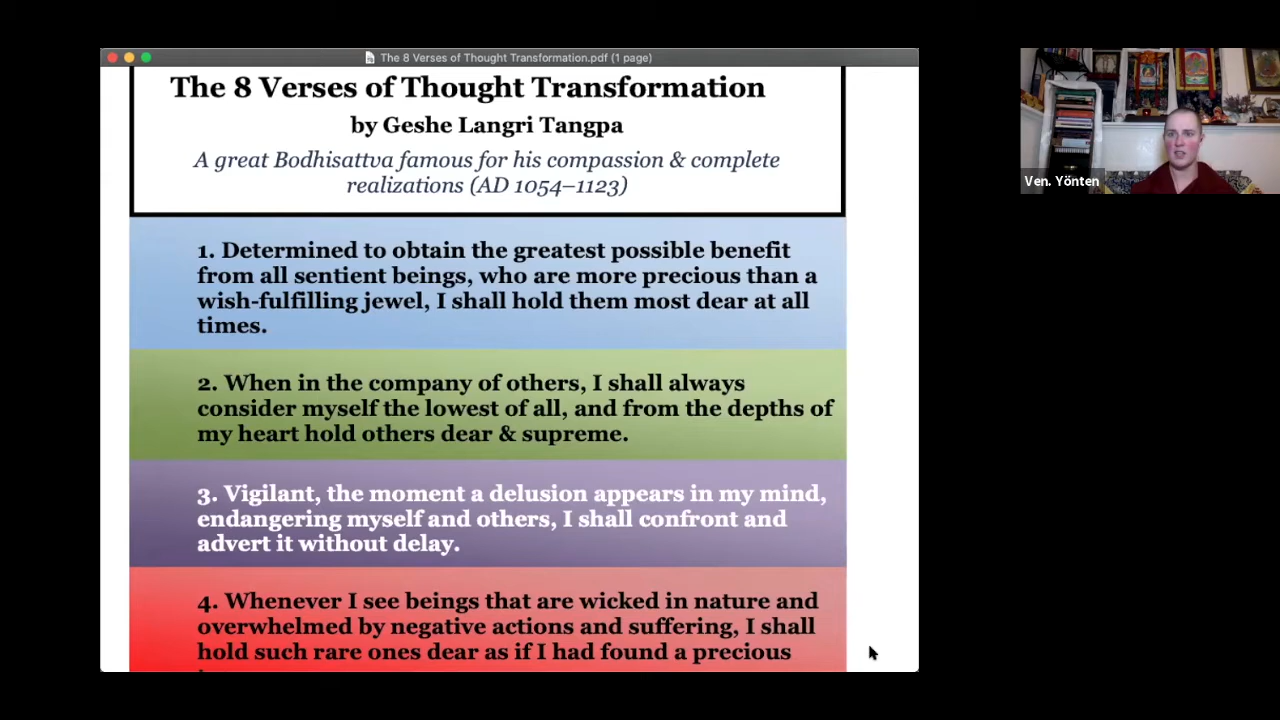 The 8 Verses of Thought Transformation.pdf (1 page)
The 8 Verses of Thought Transformation
by Geshe Langri Tangpa
A great Bodhisattva famous for his compassion & complete
realizations (AD 1054–1123)
1. Determined to obtain the greatest possible benefit
from all sentient beings, who are more precious than a
wish-fulfilling jewel, I shall hold them most dear at all
times.
2. When in the company of others, I shall always
consider myself the lowest of all, and from the depths of
my heart hold others dear & supreme.
3. Vigilant, the moment a delusion appears in my mind,
endangering myself and others, I shall confront and
advert it without delay.
4. Whenever I see beings that are wicked in nature and
overwhelmed by negative actions and suffering, I shall
hold such rare ones dear as if I had found a precious
Ven. Yönten